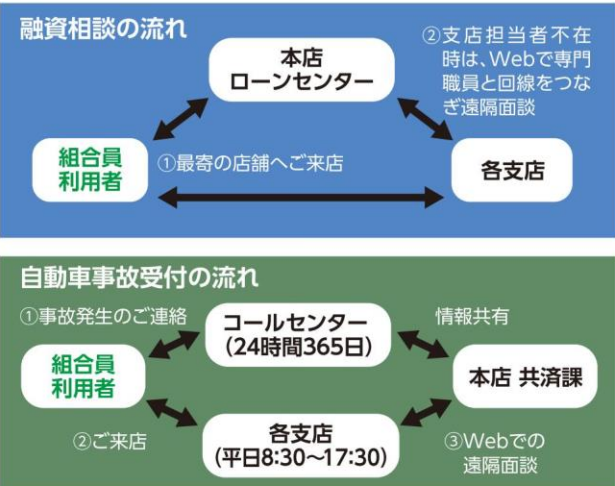 融資相談の流れ
本店
ローンセンター
②支店担当者不在
時は、Webで専門
職員と回線をつな
ぎ遠隔面談
組合員
利用者
①最寄の店舗へご来店
各支店
自動車事故受付の流れ
①事故発生のご連絡
コールセンター
(24時間365日)
情報共有
組合員
利用者
本店 共済課
②ご来店
各支店
(平日8:30～17:30)
③Webでの
遠隔面談